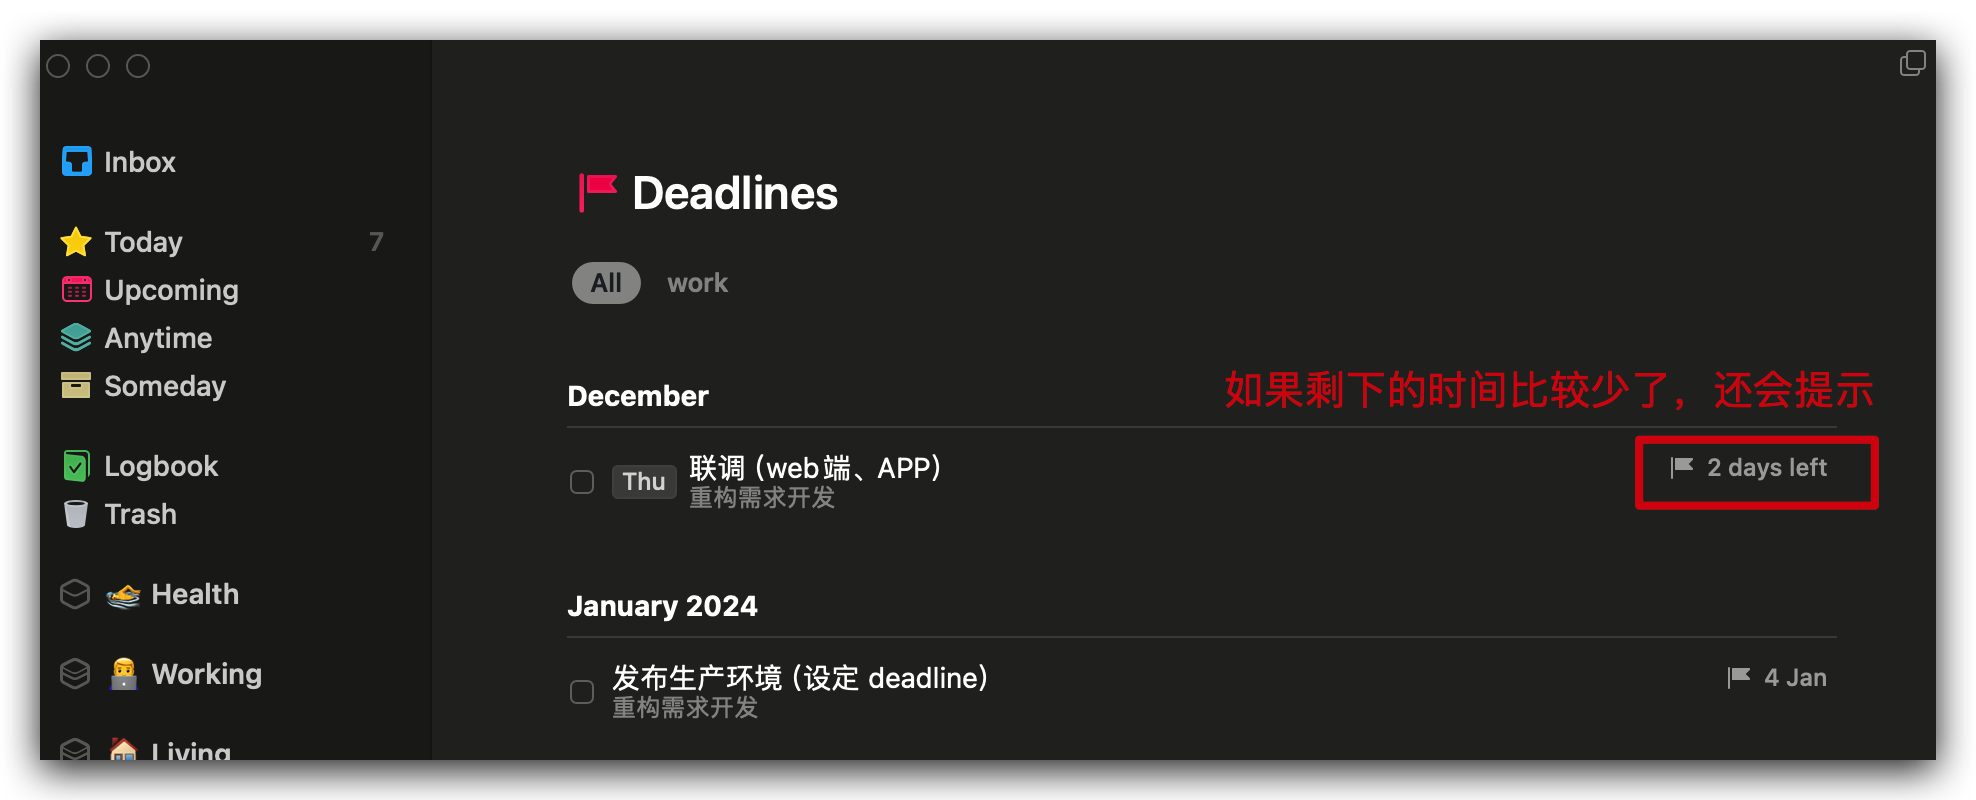 Inbox
Today 7
Upcoming
Anytime
Someday
Logbook
Trash
Health
Working
Living
Deadlines
All work
December
如果剩下的时间比较少了，还会提示
Thu 联调（web端、APP） 2 days left
重构需求开发
January 2024
发布生产环境（设定 deadline） 4 Jan
重构需求开发